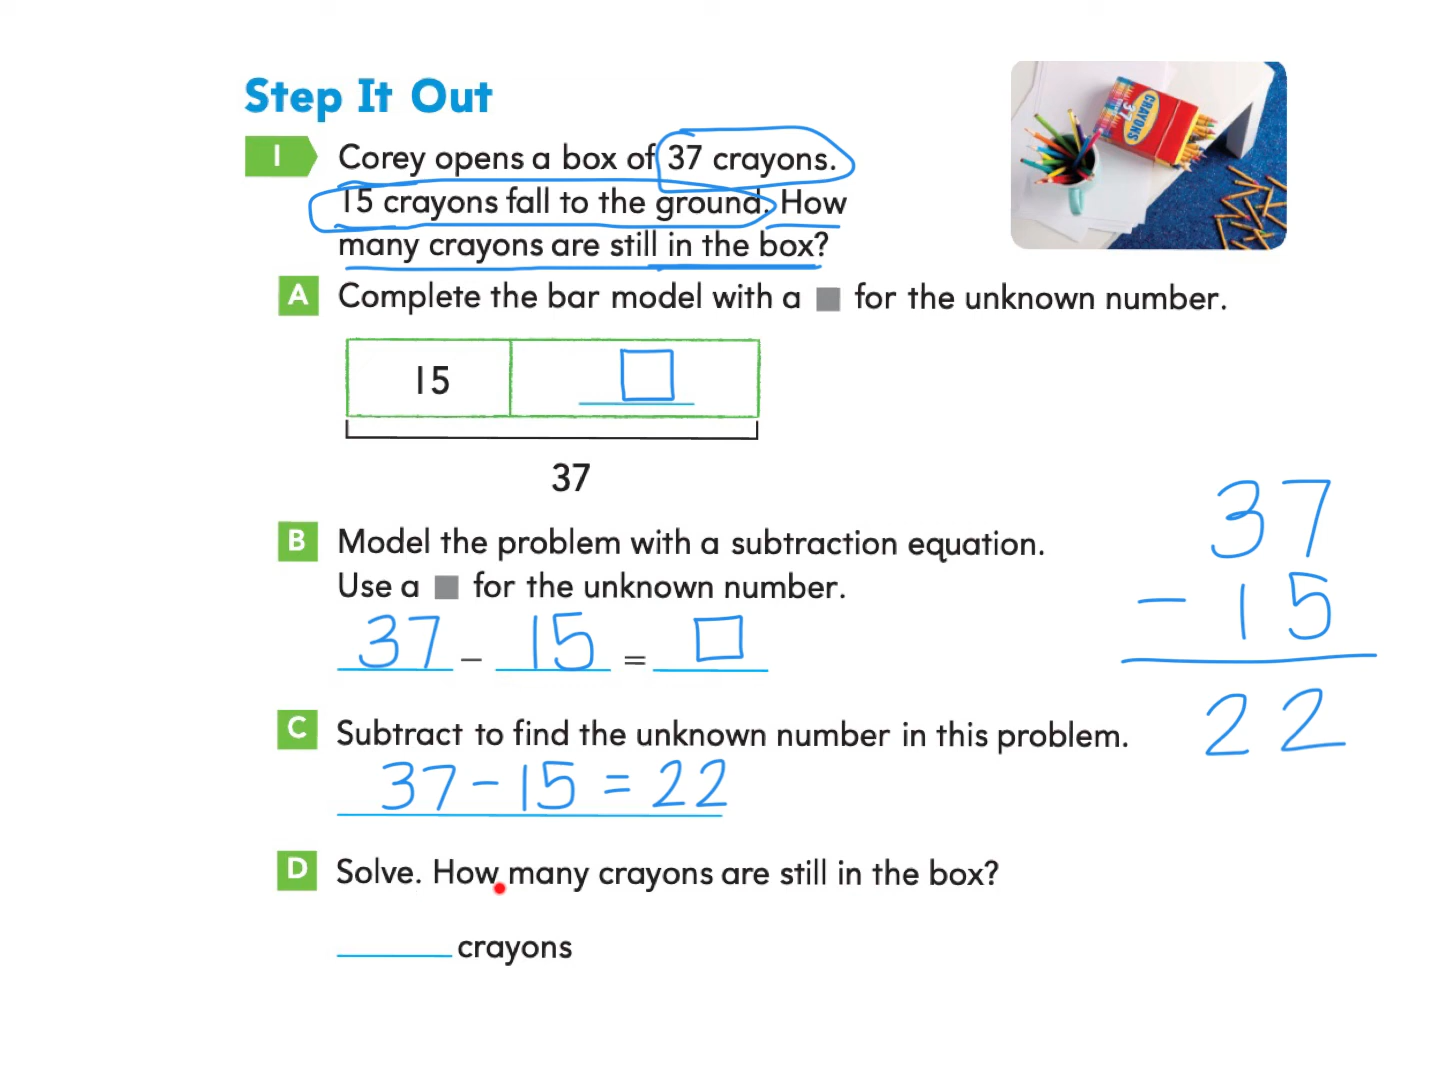 Step It Out
1 Corey opens a box of 37 crayons.
15 crayons fall to the ground. How
many crayons are still in the box?
CRAYONS
37
A Complete the bar model with a ■ for the unknown number.
15 □
37
B Model the problem with a subtraction equation.
Use a ■ for the unknown number.
37 - 15 = □
37
- 15
22
C Subtract to find the unknown number in this problem.
37 - 15 = 22
D Solve. How many crayons are still in the box?
crayons